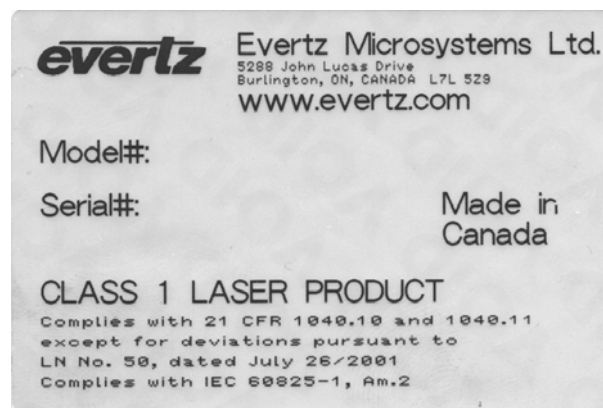 evertz
Evertz Microsystems Ltd.
5288 John Lucas Drive
Burlington, ON, CANADA L7L 5Z9
www.evertz.com
Model#:
Serial#:
Made in
Canada
CLASS 1 LASER PRODUCT
Complies with 21 CFR 1040.10 and 1040.11
except for deviations pursuant to
LN No. 50, dated July 26/2001
Complies with IEC 60825-1, Am.2